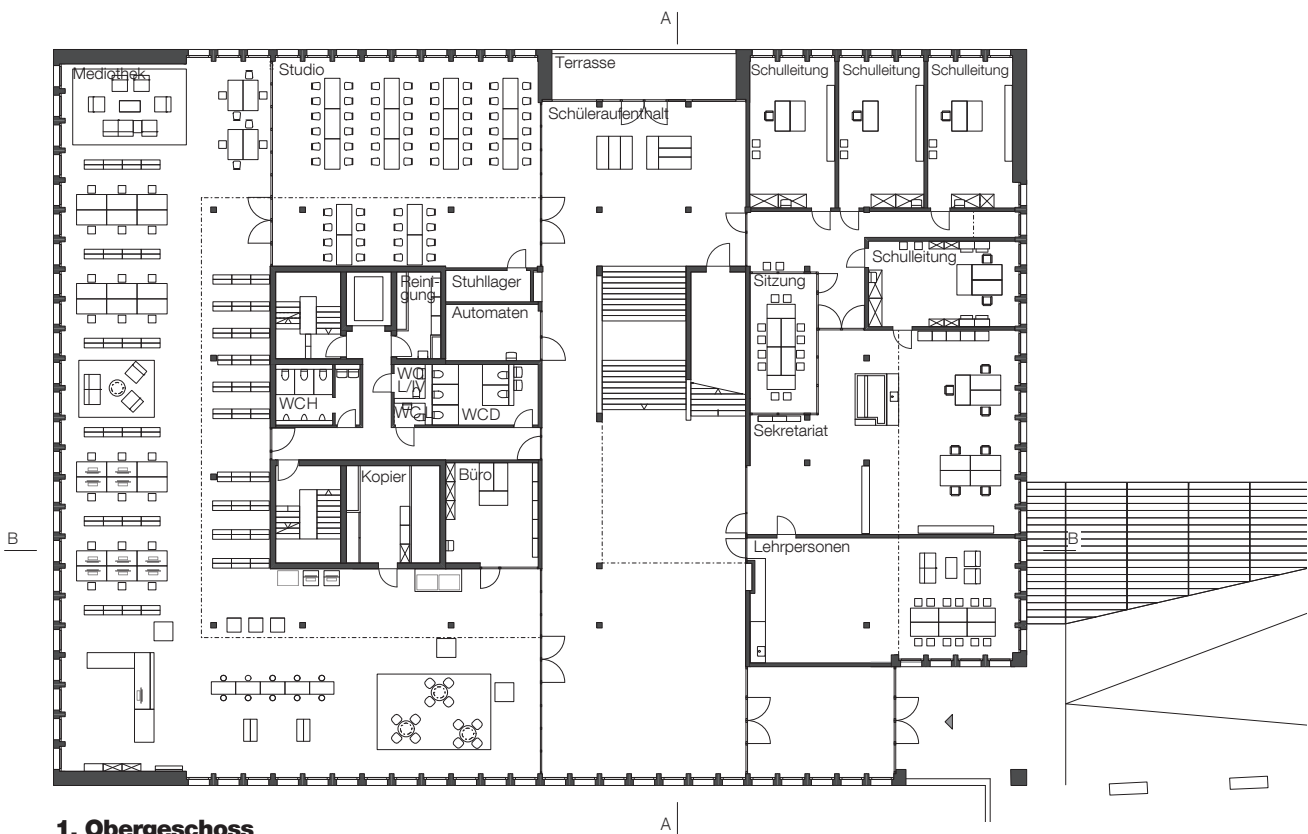 A
Mediothek
Studio
Terrasse
Schulleitung
Schulleitung
Schulleitung
Schüleraufenthalt
Schulleitung
Reini-
gung
Stuhllager
Sitzung
Automaten
WC
L/IV
WCH
WC L
WCD
Sekretariat
Kopier
Büro
B
B
Lehrpersonen
A
1. Obergeschoss